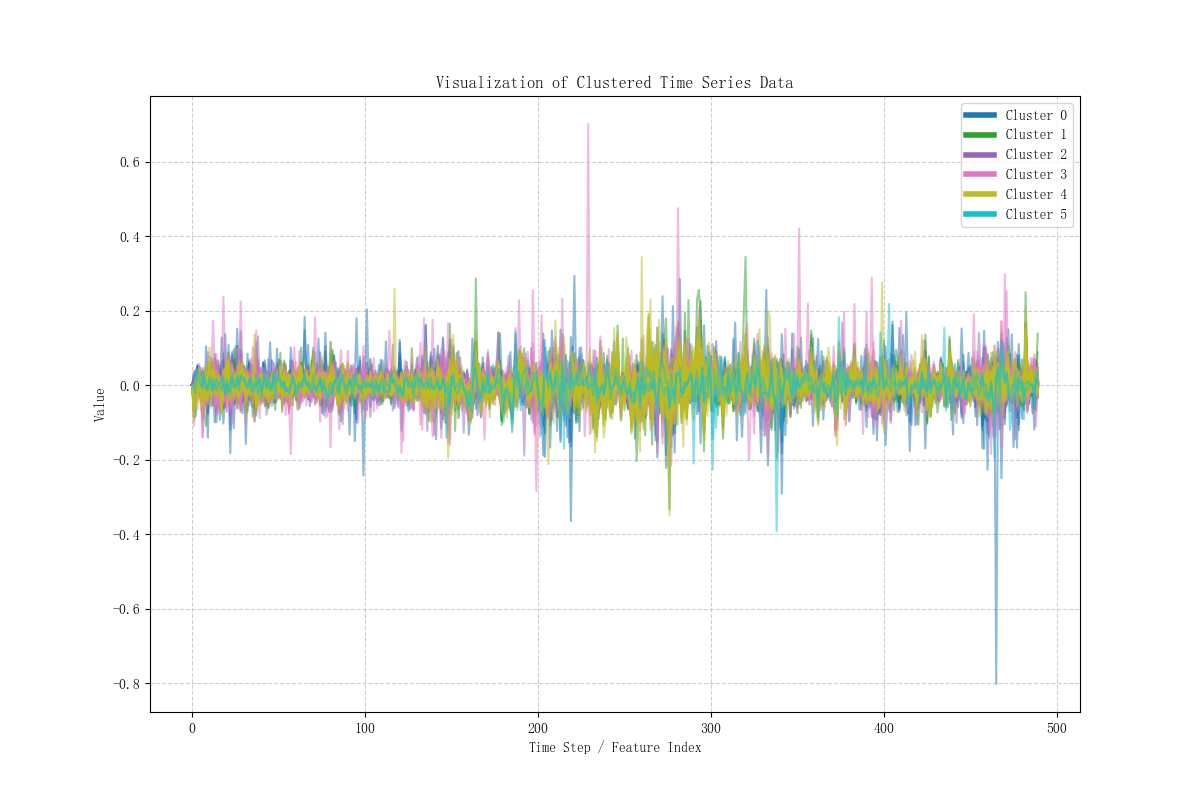 Visualization of Clustered Time Series Data
Cluster 0
Cluster 1
Cluster 2
Cluster 3
Cluster 4
Cluster 5
0.6
0.4
0.2
0.0
−0.2
−0.4
−0.6
−0.8
Value
0 100 200 300 400 500
Time Step / Feature Index